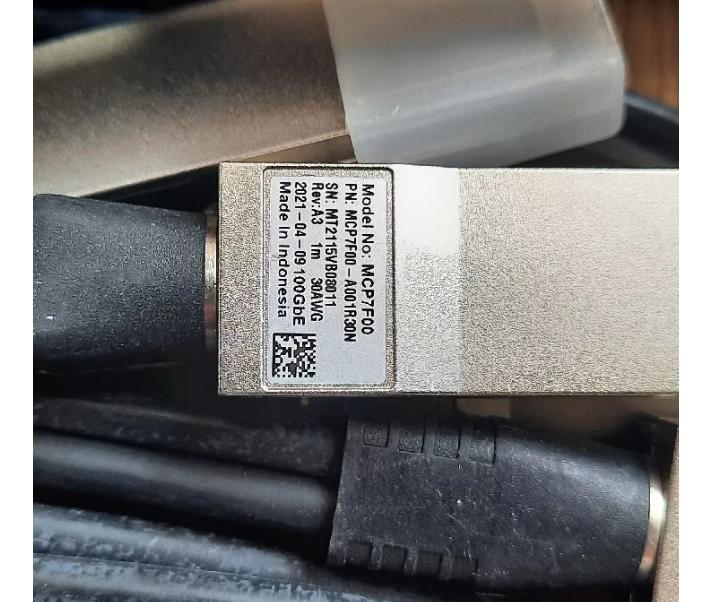 Model No: MCP7F00
PN: MCP7F00-A001R30N
SN: MT2115VB08011
Rev:A3 1m 30AWG
2021-04-09 100GbE
Made In Indonesia